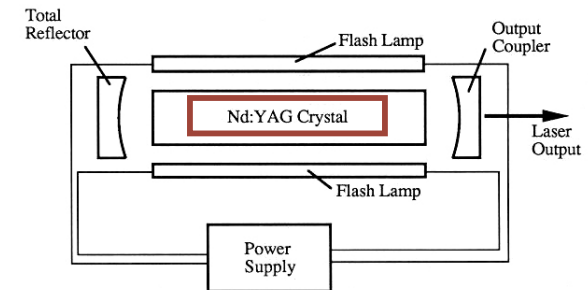 Total
Reflector
Flash Lamp
Output
Coupler
Nd:YAG Crystal
Laser
Output
Flash Lamp
Power
Supply